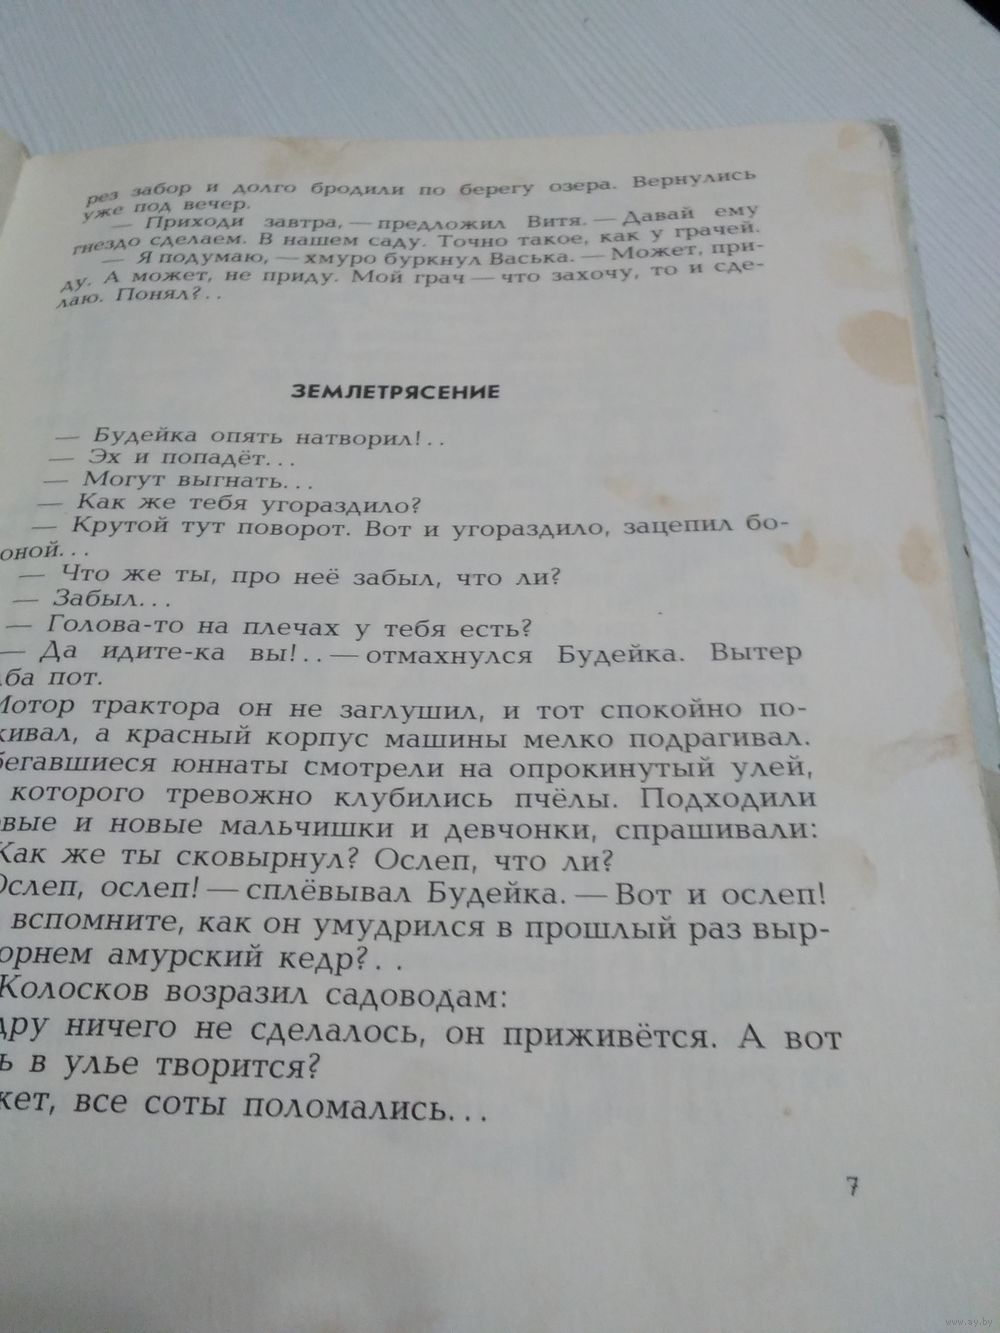 рез забор и долго бродили по берегу озера. Вернулись
уже под вечер.
— Приходи завтра, — предложил Витя. — Давай ему
гнездо сделаем. В нашем саду. Точно такое, как у грачей.
— Я подумаю, — хмуро буркнул Васька. — Может, при-
ду. А может, не приду. Мой грач — что захочу, то и сде-
лаю. Понял?..
ЗЕМЛЕТРЯСЕНИЕ
— Будейка опять натворил!..
— Эх и попадёт...
— Могут выгнать...
— Как же тебя угораздило?
— Крутой тут поворот. Вот и угораздило, зацепил бо-
оной...
— Что же ты, про неё забыл, что ли?
— Забыл...
— Голова-то на плечах у тебя есть?
— Да идите-ка вы!.. — отмахнулся Будейка. Вытер
ба пот.
Мотор трактора он не заглушил, и тот спокойно по-
кивал, а красный корпус машины мелко подрагивал.
бегавшиеся юннаты смотрели на опрокинутый улей,
которого тревожно клубились пчёлы. Подходили
вые и новые мальчишки и девчонки, спрашивали:
Как же ты сковырнул? Ослеп, что ли?
Ослеп, ослеп! — сплёвывал Будейка. — Вот и ослеп!
вспомните, как он умудрился в прошлый раз выр-
орнем амурский кедр?..
Колосков возразил садоводам:
дру ничего не сделалось, он приживётся. А вот
ь в улье творится?
жет, все соты поломались...
7
www.ay.by